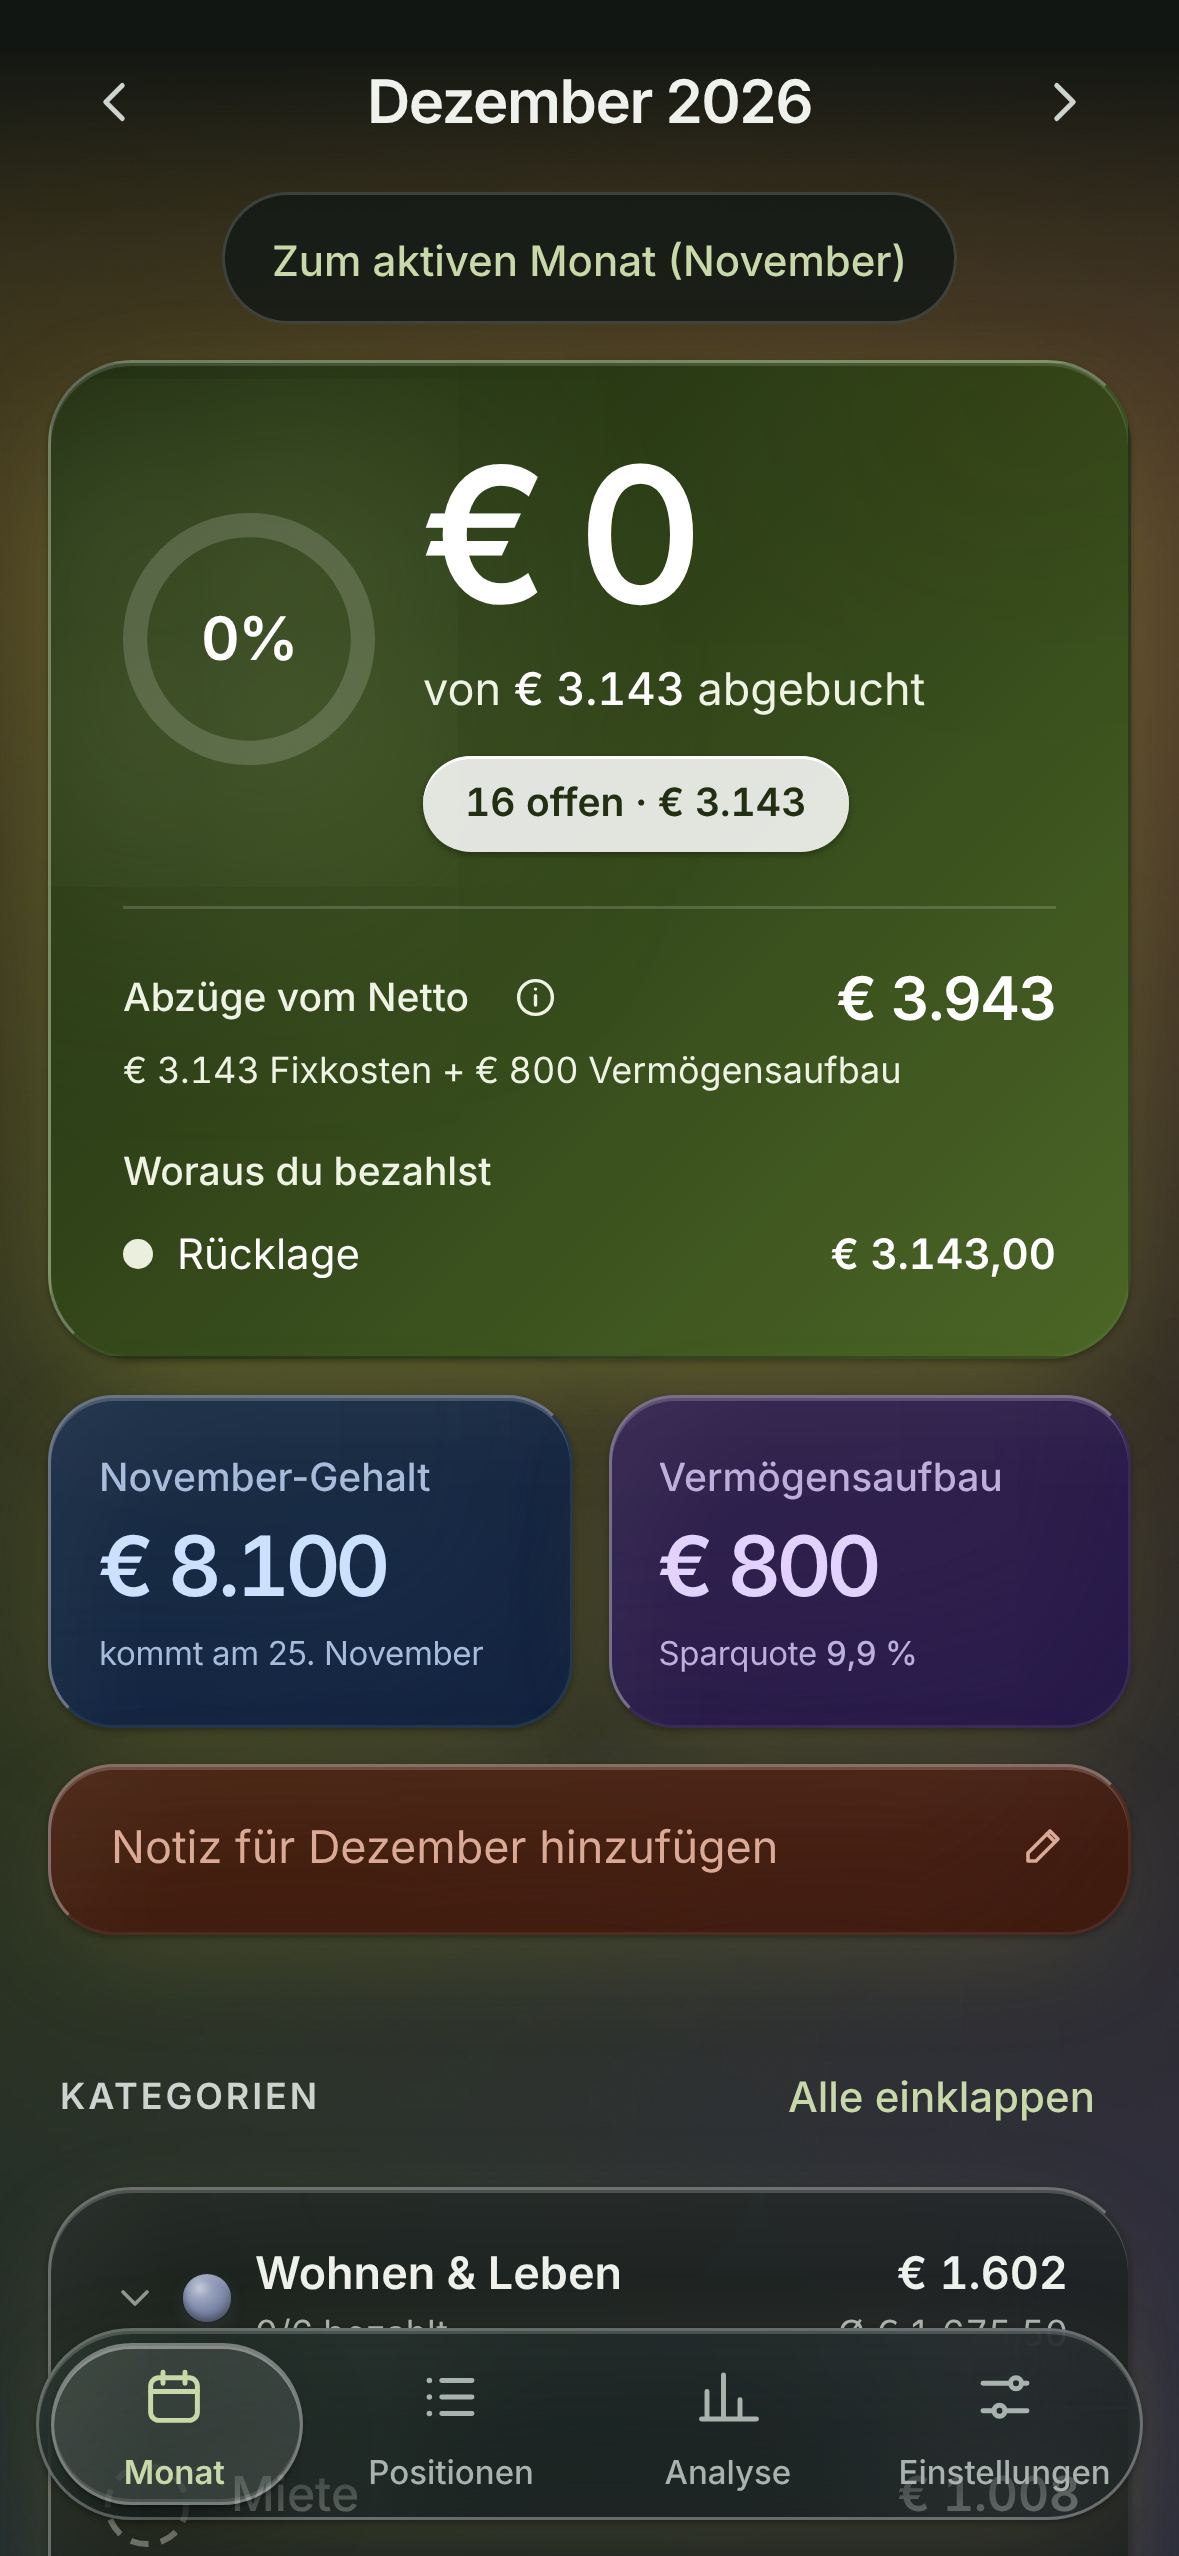 Dezember 2026
Zum aktiven Monat (November)
€ 0
0%
von € 3.143 abgebucht
16 offen · € 3.143
Abzüge vom Netto € 3.943
€ 3.143 Fixkosten + € 800 Vermögensaufbau
Woraus du bezahlst
Rücklage € 3.143,00
November-Gehalt
€ 8.100
kommt am 25. November
Vermögensaufbau
€ 800
Sparquote 9,9 %
Notiz für Dezember hinzufügen
KATEGORIEN Alle einklappen
Wohnen & Leben € 1.602
Miete € 1.008
Monat Positionen Analyse Einstellungen